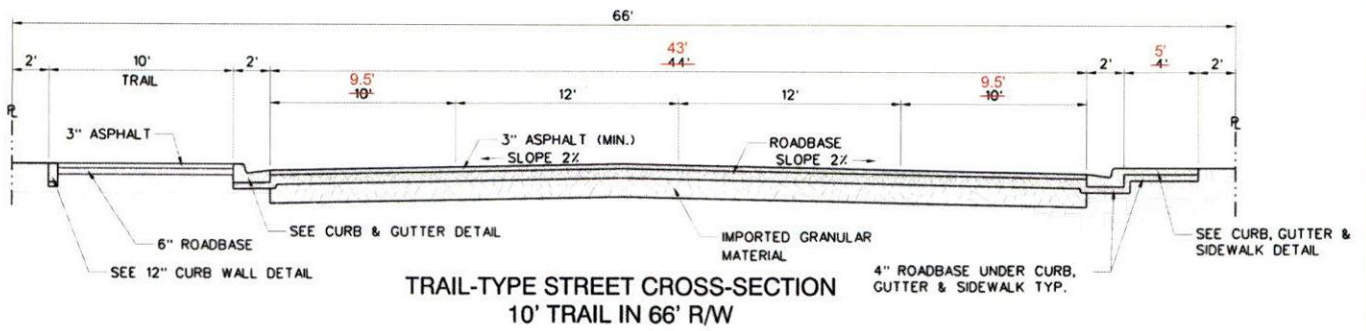 66'
43'
2' 10' 2' 44' 2' 5' 2'
TRAIL 4'
9.5' 9.5'
10' 12' 12' 10'
PL PL
3" ASPHALT 3" ASPHALT (MIN.) ROADBASE
SLOPE 2% SLOPE 2%
SEE CURB & GUTTER DETAIL
6" ROADBASE
SEE 12" CURB WALL DETAIL
IMPORTED GRANULAR
MATERIAL
SEE CURB, GUTTER &
SIDEWALK DETAIL
4" ROADBASE UNDER CURB,
GUTTER & SIDEWALK TYP.
TRAIL-TYPE STREET CROSS-SECTION
10' TRAIL IN 66' R/W